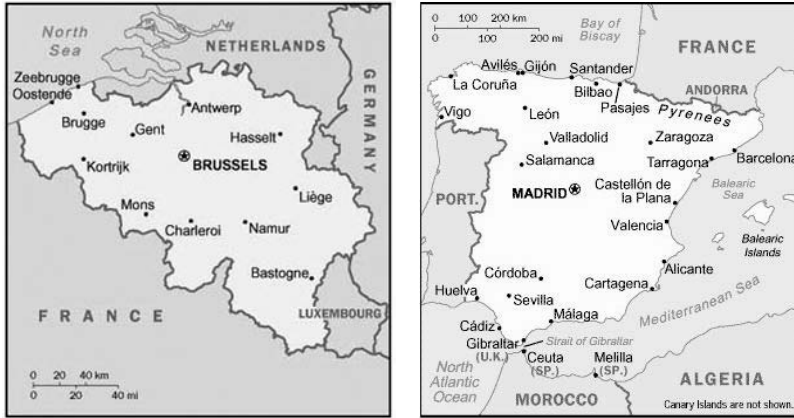 North
Sea
NETHERLANDS
GERMANY
Zeebrugge
Oostende
Brugge
Gent
Antwerp
Hasselt
BRUSSELS
Kortrijk
Liège
Mons
Charleroi
Namur
Bastogne
FRANCE
LUXEMBOURG
0 20 40 km
0 20 40 mi
0 100 200 km
0 100 200 mi
Bay of
Biscay
FRANCE
Avilés Gijón
Santander
La Coruña
Bilbao
ANDORRA
Pasajes
Pyrenees
Vigo
León
Valladolid
Zaragoza
Salamanca
Tarragona
Barcelona
PORT.
MADRID
Castellón de
la Plana
Balearic
Sea
Valencia
Balearic
Islands
Alicante
Córdoba
Cartagena
Huelva
Sevilla
Mediterranean Sea
Málaga
Cádiz
Gibraltar
(U.K.)
Strait of Gibraltar
Ceuta
(SP.)
Melilla
(SP.)
North
Atlantic
Ocean
MOROCCO
ALGERIA
Canary Islands are not shown.